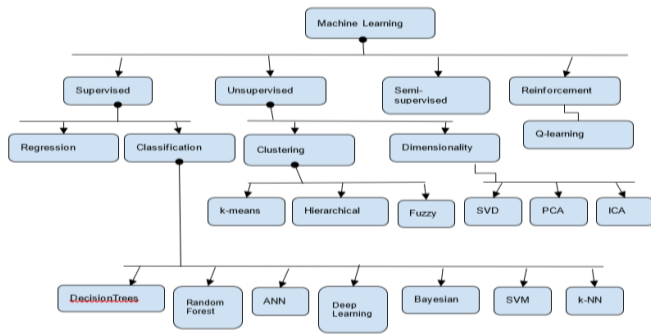 Machine Learning
Supervised
Unsupervised
Semi-
supervised
Reinforcement
Regression
Classification
Clustering
Dimensionality
Q-learning
k-means
Hierarchical
Fuzzy
SVD
PCA
ICA
DecisionTrees
Random
Forest
ANN
Deep
Learning
Bayesian
SVM
k-NN